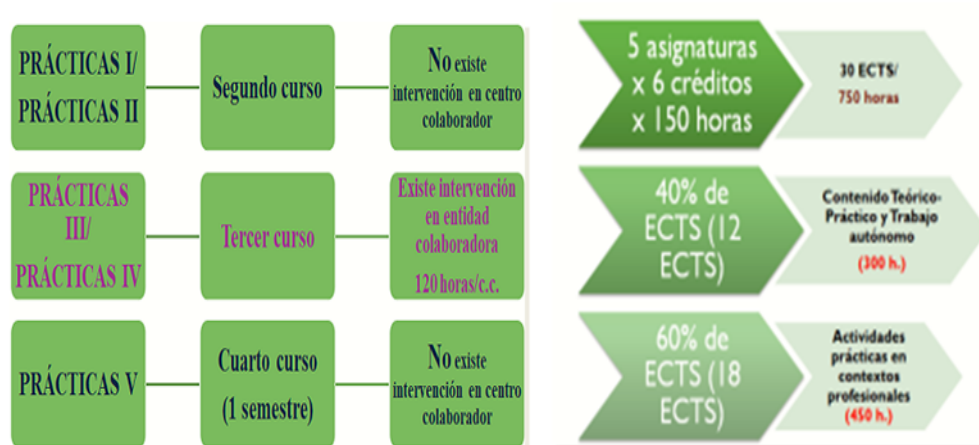 PRÁCTICAS I/
PRÁCTICAS II
Segundo curso
No existe
intervención en centro
colaborador
PRÁCTICAS
III/
PRÁCTICAS IV
Tercer curso
Existe intervención
en entidad
colaboradora
120 horas/c.c.
PRÁCTICAS V
Cuarto curso
(1 semestre)
No existe
intervención en centro
colaborador
5 asignaturas
x 6 créditos
x 150 horas
30 ECTS/
750 horas
40% de
ECTS (12
ECTS)
Contenido Teórico-
Práctico y Trabajo
autónomo
(300 h.)
60% de
ECTS (18
ECTS)
Actividades
prácticas en
contextos
profesionales
(450 h.)